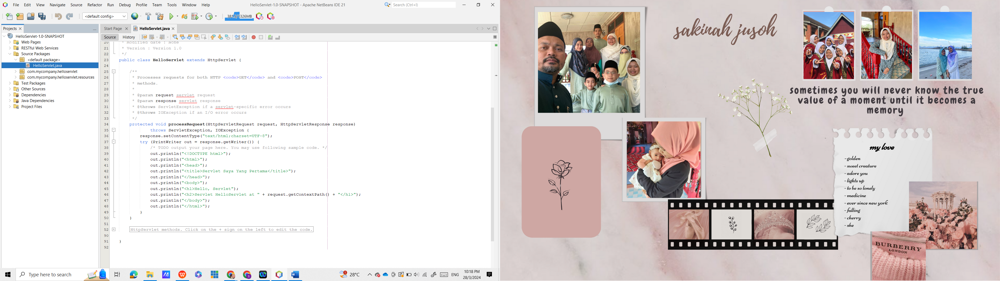 File Edit View Navigate Source Refactor Run Debug Profile Team Tools Window Help
HelloServlet-1.0-SNAPSHOT - Apache NetBeans IDE 21
Search (Ctrl+I)
<default config>
381.5/1326MB
Projects
HelloServlet-1.0-SNAPSHOT
Web Pages
RESTful Web Services
Source Packages
<default package>
HelloServlet.java
com.mycompany.helloservlet
com.mycompany.helloservlet.resources
Test Packages
Other Sources
Dependencies
Java Dependencies
Project Files
Start Page
HelloServlet.java
Source History
20 * Modified date : None
21 * Version : Version 1.0
22 */
23 public class HelloServlet extends HttpServlet {
24
25 /**
26 * Processes requests for both HTTP <code>GET</code> and <code>POST</code>
27 * methods.
28 *
29 * @param request servlet request
30 * @param response servlet response
31 * @throws ServletException if a servlet-specific error occurs
32 * @throws IOException if an I/O error occurs
33 */
34 protected void processRequest(HttpServletRequest request, HttpServletResponse response)
35 throws ServletException, IOException {
36 response.setContentType("text/html;charset=UTF-8");
37 try (PrintWriter out = response.getWriter()) {
38 /* TODO output your page here. You may use following sample code. */
39 out.println("<!DOCTYPE html>");
40 out.println("<html>");
41 out.println("<head>");
42 out.println("<title>Servlet Saya Yang Pertama</title>");
43 out.println("</head>");
44 out.println("<body>");
45 out.println("<h1>Hello, Servlet");
46 out.println("<h2>Servlet HelloServlet at " + request.getContextPath() + "</h1>");
47 out.println("</body>");
48 out.println("</html>");
49 }
50 }
51
52 HttpServlet methods. Click on the + sign on the left to edit the code.
90
91 }
92
Type here to search
28°C
ENG
10:18 PM
28/3/2024
sakinah jusoh
sometimes you will never know the true
value of a moment until it becomes a
memory
my love
- golden
- sweet creature
- adore you
- lights up
- to be so lonely
- medicine
- ever since new york
- falling
- cherry
- she
BURBERRY
LONDON